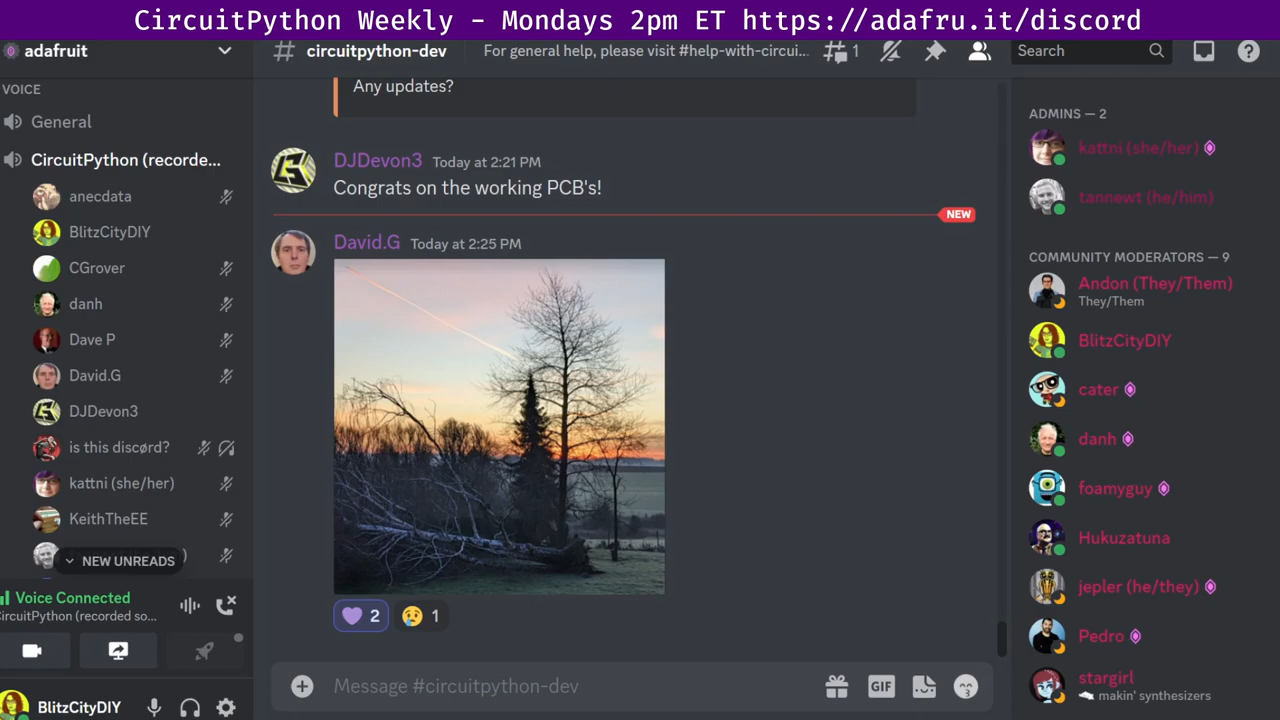 CircuitPython Weekly - Mondays 2pm ET https://adafru.it/discord
adafruit
VOICE
General
CircuitPython (recorde...
anecdata
BlitzCityDIY
CGrover
danh
Dave P
David.G
DJDevon3
is this discørd?
kattni (she/her)
KeithTheEE
)
NEW UNREADS
Voice Connected
CircuitPython (recorded so...
BlitzCityDIY
# circuitpython-dev
For general help, please visit #help-with-circui...
1
Search
Any updates?
DJDevon3 Today at 2:21 PM
Congrats on the working PCB's!
NEW
David.G Today at 2:25 PM
2
1
Message #circuitpython-dev
GIF
ADMINS — 2
kattni (she/her)
tannewt (he/him)
COMMUNITY MODERATORS — 9
Andon (They/Them)
They/Them
BlitzCityDIY
cater
danh
foamyguy
Hukuzatuna
jepler (he/they)
Pedro
stargirl
makin' synthesizers